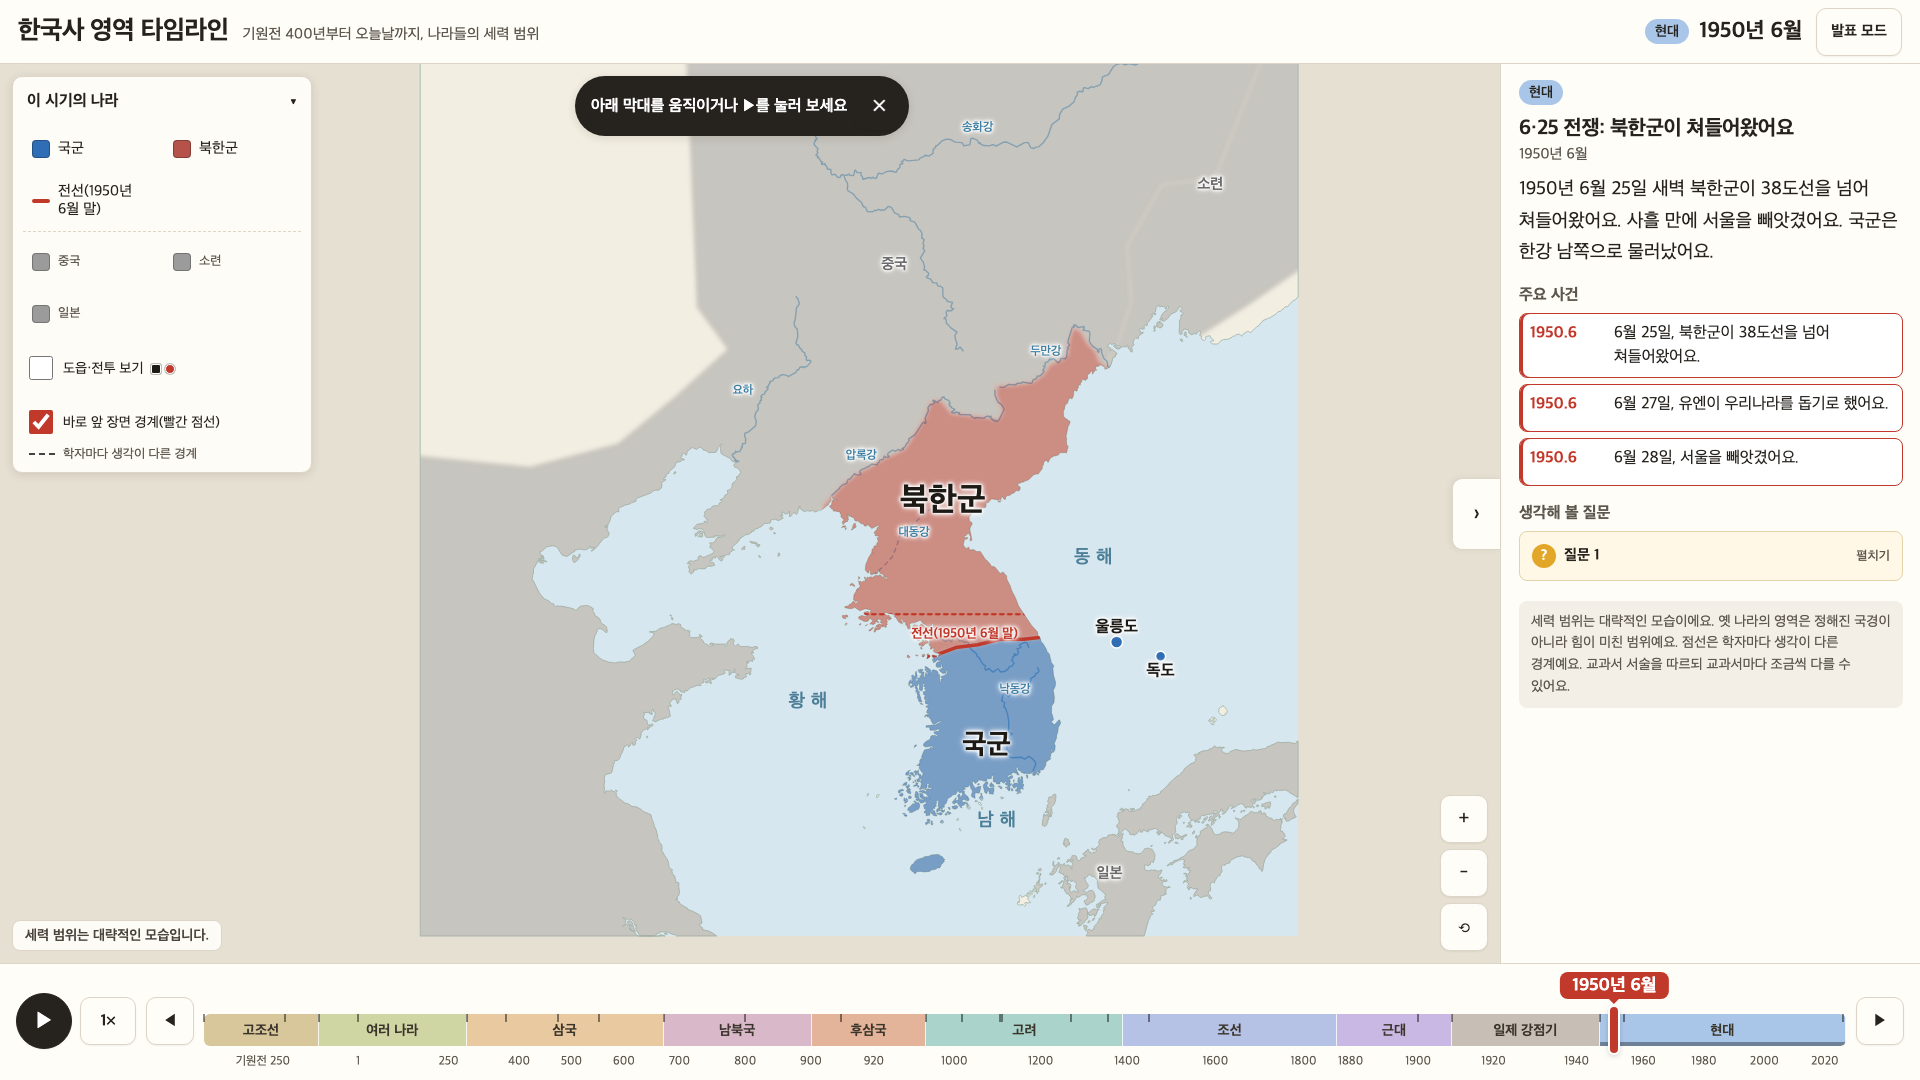 한국사 영역 타임라인
기원전 400년부터 오늘날까지, 나라들의 세력 범위
현대
1950년 6월
발표 모드
이 시기의 나라
▾
국군
북한군
전선(1950년
6월 말)
중국
소련
일본
도읍·전투 보기
바로 앞 장면 경계(빨간 점선)
학자마다 생각이 다른 경계
아래 막대를 움직이거나 ▶를 눌러 보세요
✕
송화강
소련
중국
두만강
요하
압록강
북한군
대동강
동 해
전선(1950년 6월 말)
울릉도
독도
낙동강
황 해
국군
남 해
일본
세력 범위는 대략적인 모습입니다.
›
+
−
⟲
현대
6·25 전쟁: 북한군이 쳐들어왔어요
1950년 6월
1950년 6월 25일 새벽 북한군이 38도선을 넘어
쳐들어왔어요. 사흘 만에 서울을 빼앗겼어요. 국군은
한강 남쪽으로 물러났어요.
주요 사건
1950.6
6월 25일, 북한군이 38도선을 넘어
쳐들어왔어요.
1950.6
6월 27일, 유엔이 우리나라를 돕기로 했어요.
1950.6
6월 28일, 서울을 빼앗겼어요.
생각해 볼 질문
?
질문 1
펼치기
세력 범위는 대략적인 모습이에요. 옛 나라의 영역은 정해진 국경이
아니라 힘이 미친 범위예요. 점선은 학자마다 생각이 다른
경계예요. 교과서 서술을 따르되 교과서마다 조금씩 다를 수
있어요.
1950년 6월
▶
1×
◀
고조선
여러 나라
삼국
남북국
후삼국
고려
조선
근대
일제 강점기
현대
▶
기원전 250
1
250
400
500
600
700
800
900
920
1000
1200
1400
1600
1800
1880
1900
1920
1940
1960
1980
2000
2020